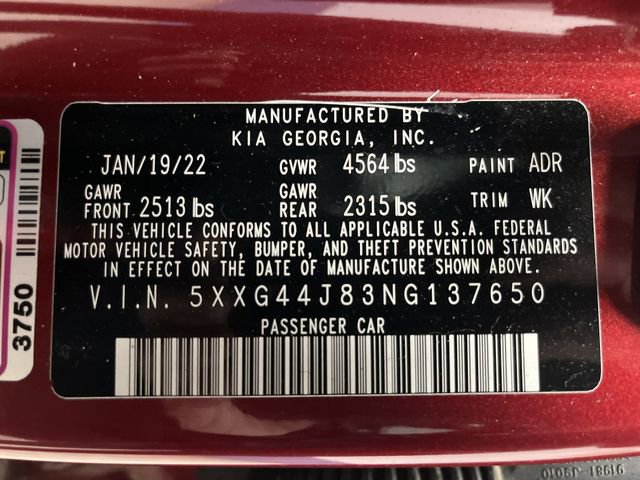 MANUFACTURED BY
KIA GEORGIA, INC.
JAN/19/22 GVWR 4564 lbs PAINT ADR
GAWR FRONT 2513 lbs GAWR REAR 2315 lbs TRIM WK
THIS VEHICLE CONFORMS TO ALL APPLICABLE U.S.A. FEDERAL
MOTOR VEHICLE SAFETY, BUMPER, AND THEFT PREVENTION STANDARDS
IN EFFECT ON THE DATE OF MANUFACTURE SHOWN ABOVE.
V.I.N. 5XXG44J83NG137650
PASSENGER CAR
3750
91981-J9010